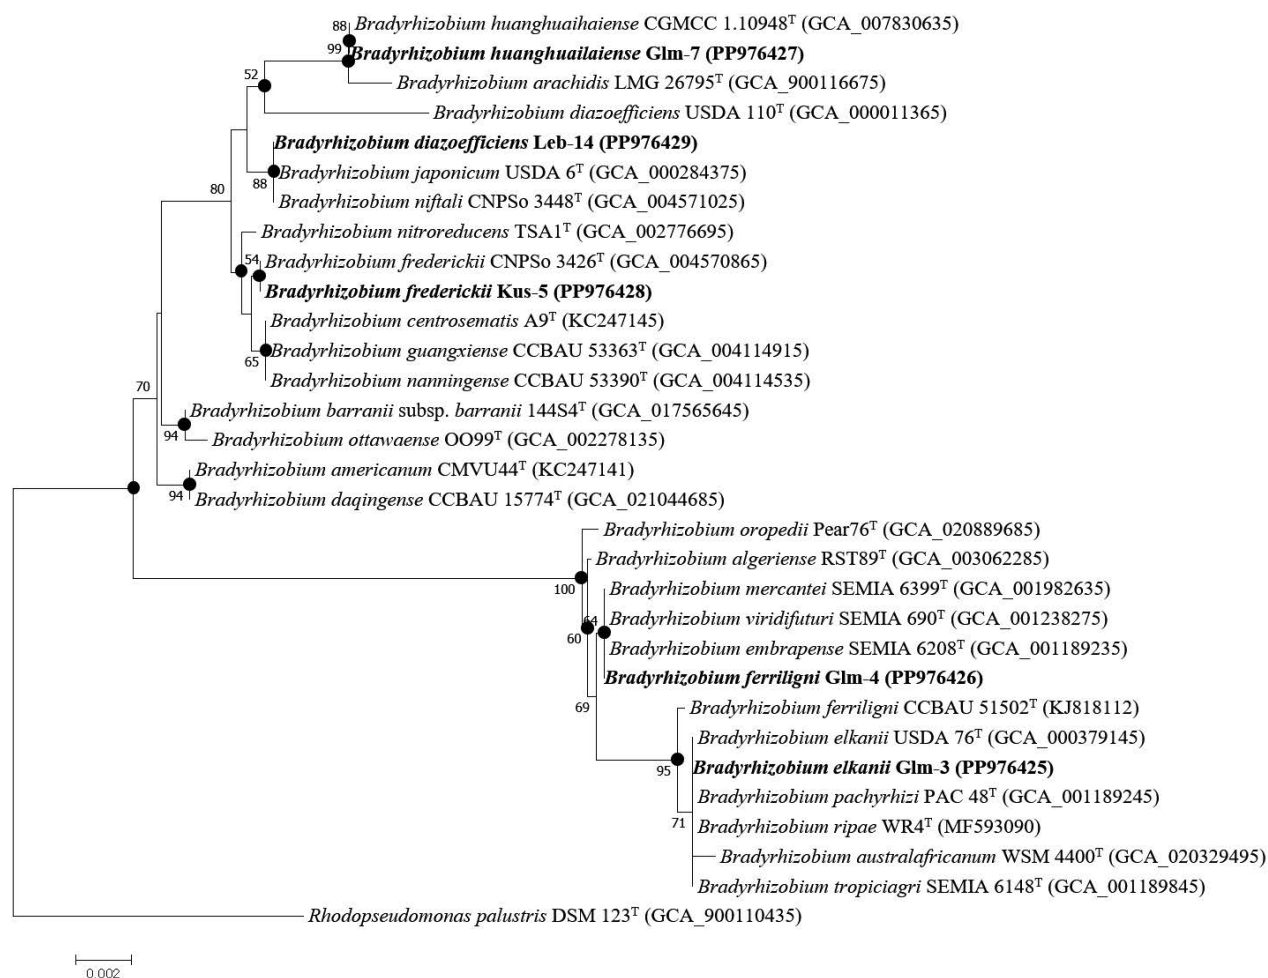 88 Bradyrhizobium huanghuaihaiense CGMCC 1.10948T (GCA_007830635)
99 Bradyrhizobium huanghuailaiense Glm-7 (PP976427)
52 Bradyrhizobium arachidis LMG 26795T (GCA_900116675)
Bradyrhizobium diazoefficiens USDA 110T (GCA_000011365)
Bradyrhizobium diazoefficiens Leb-14 (PP976429)
Bradyrhizobium japonicum USDA 6T (GCA_000284375)
80 88 Bradyrhizobium niftali CNPSo 3448T (GCA_004571025)
Bradyrhizobium nitroreducens TSA1T (GCA_002776695)
54 Bradyrhizobium frederickii CNPSo 3426T (GCA_004570865)
Bradyrhizobium frederickii Kus-5 (PP976428)
Bradyrhizobium centrosematis A9T (KC247145)
Bradyrhizobium guangxiense CCBAU 53363T (GCA_004114915)
65
Bradyrhizobium nanningense CCBAU 53390T (GCA_004114535)
70
Bradyrhizobium barranii subsp. barranii 144S4T (GCA_017565645)
94 Bradyrhizobium ottawaense OO99T (GCA_002278135)
Bradyrhizobium americanum CMVU44T (KC247141)
94 Bradyrhizobium daqingense CCBAU 15774T (GCA_021044685)
Bradyrhizobium oropedii Pear76T (GCA_020889685)
Bradyrhizobium algeriense RST89T (GCA_003062285)
100 Bradyrhizobium mercantei SEMIA 6399T (GCA_001982635)
64 Bradyrhizobium viridifuturi SEMIA 690T (GCA_001238275)
60 Bradyrhizobium embrapense SEMIA 6208T (GCA_001189235)
Bradyrhizobium ferriligni Glm-4 (PP976426)
69 Bradyrhizobium ferriligni CCBAU 51502T (KJ818112)
Bradyrhizobium elkanii USDA 76T (GCA_000379145)
95 Bradyrhizobium elkanii Glm-3 (PP976425)
Bradyrhizobium pachyrhizi PAC 48T (GCA_001189245)
71 Bradyrhizobium ripae WR4T (MF593090)
Bradyrhizobium australafricanum WSM 4400T (GCA_020329495)
Bradyrhizobium tropiciagri SEMIA 6148T (GCA_001189845)
Rhodopseudomonas palustris DSM 123T (GCA_900110435)
0.002